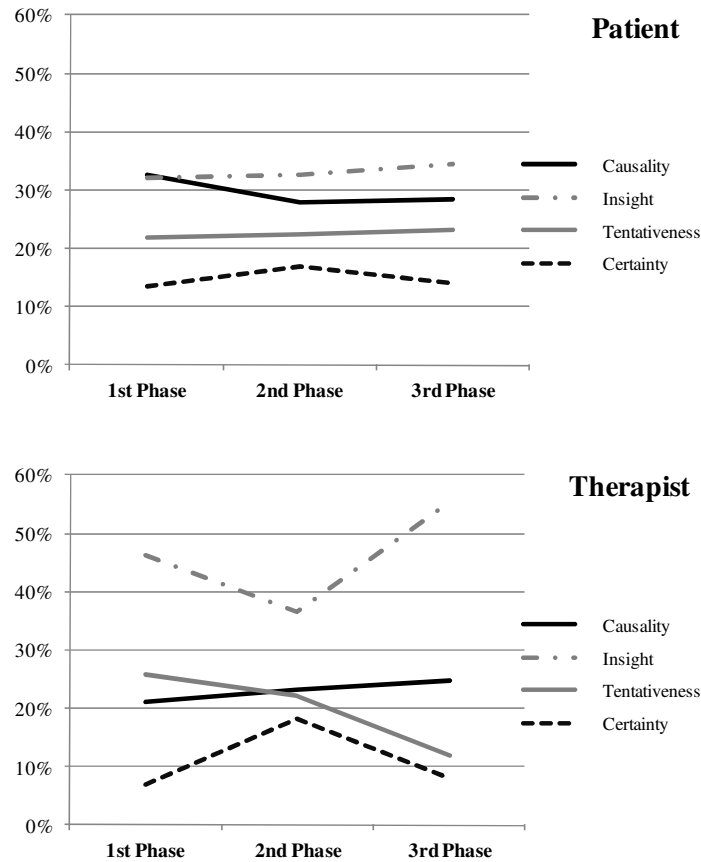 Patient
60%
50%
40%
30%
20%
10%
0%
Causality
Insight
Tentativeness
Certainty
1st Phase 2nd Phase 3rd Phase
Therapist
60%
50%
40%
30%
20%
10%
0%
Causality
Insight
Tentativeness
Certainty
1st Phase 2nd Phase 3rd Phase